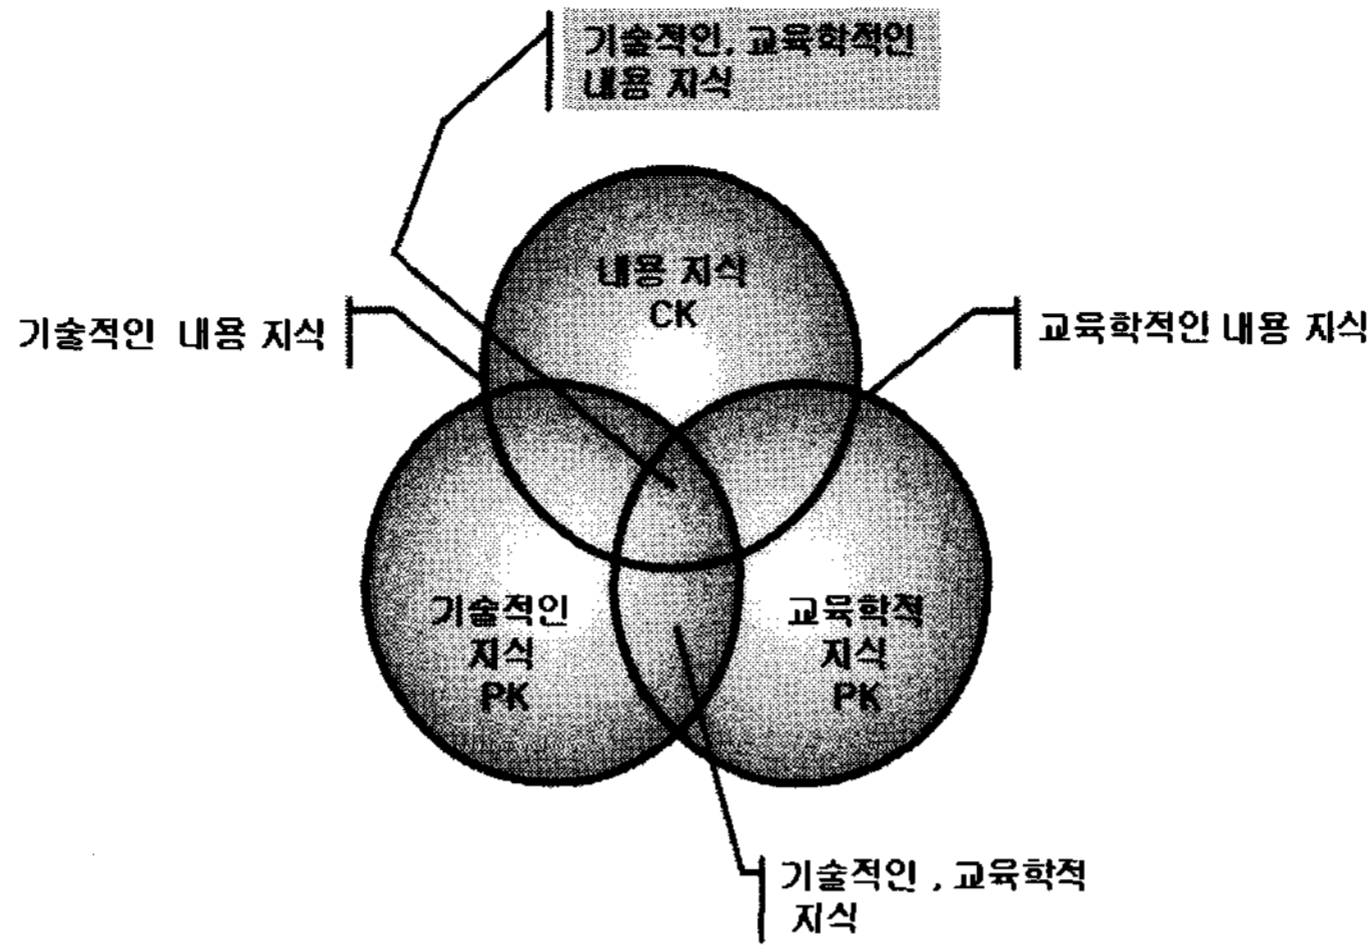 기술적인, 교육학적인
내용 지식
내용 지식
CK
기술적인 내용 지식
교육학적인 내용 지식
기술적인
지식
PK
교육학적
지식
PK
기술적인 , 교육학적
지식